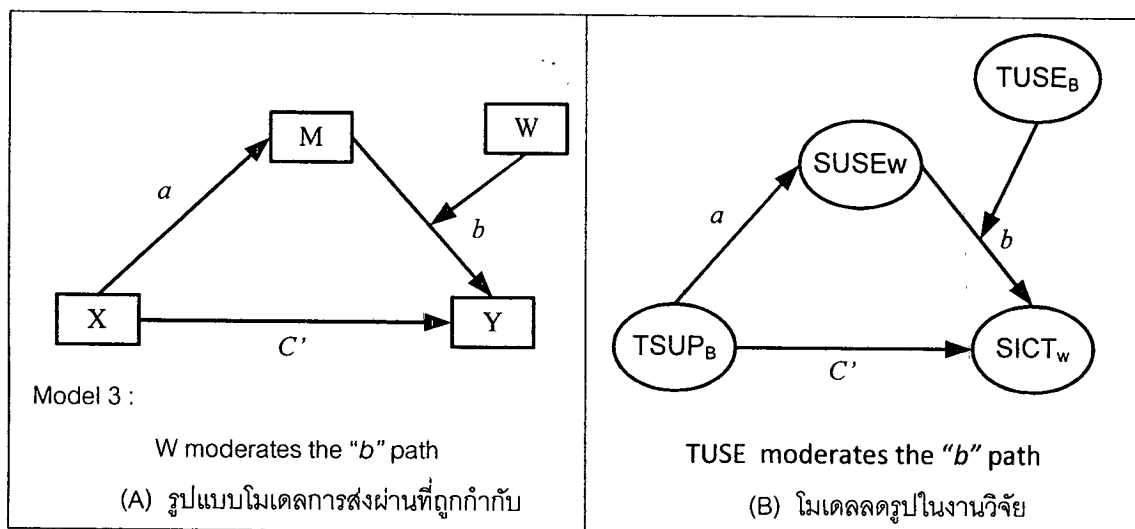 M
W
a
b
X
Y
C'
Model 3 :
W moderates the "b" path
(A) รูปแบบโมเดลการส่งผ่านที่ถูกกำกับ
TUSE_B
SUSEw
a
b
TSUP_B
SICT_w
C'
TUSE moderates the "b" path
(B) โมเดลลดรูปในงานวิจัย